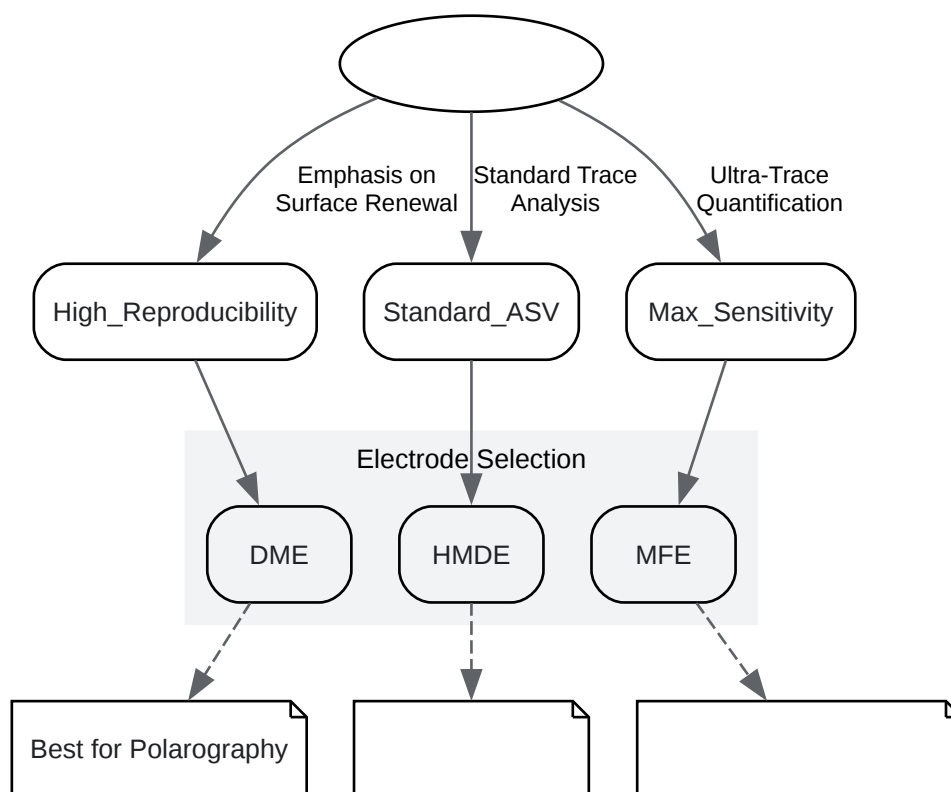 Emphasis on
Surface Renewal
Standard Trace
Analysis
Ultra-Trace
Quantification
High_Reproducibility
Standard_ASV
Max_Sensitivity
Electrode Selection
DME
HMDE
MFE
Best for Polarography